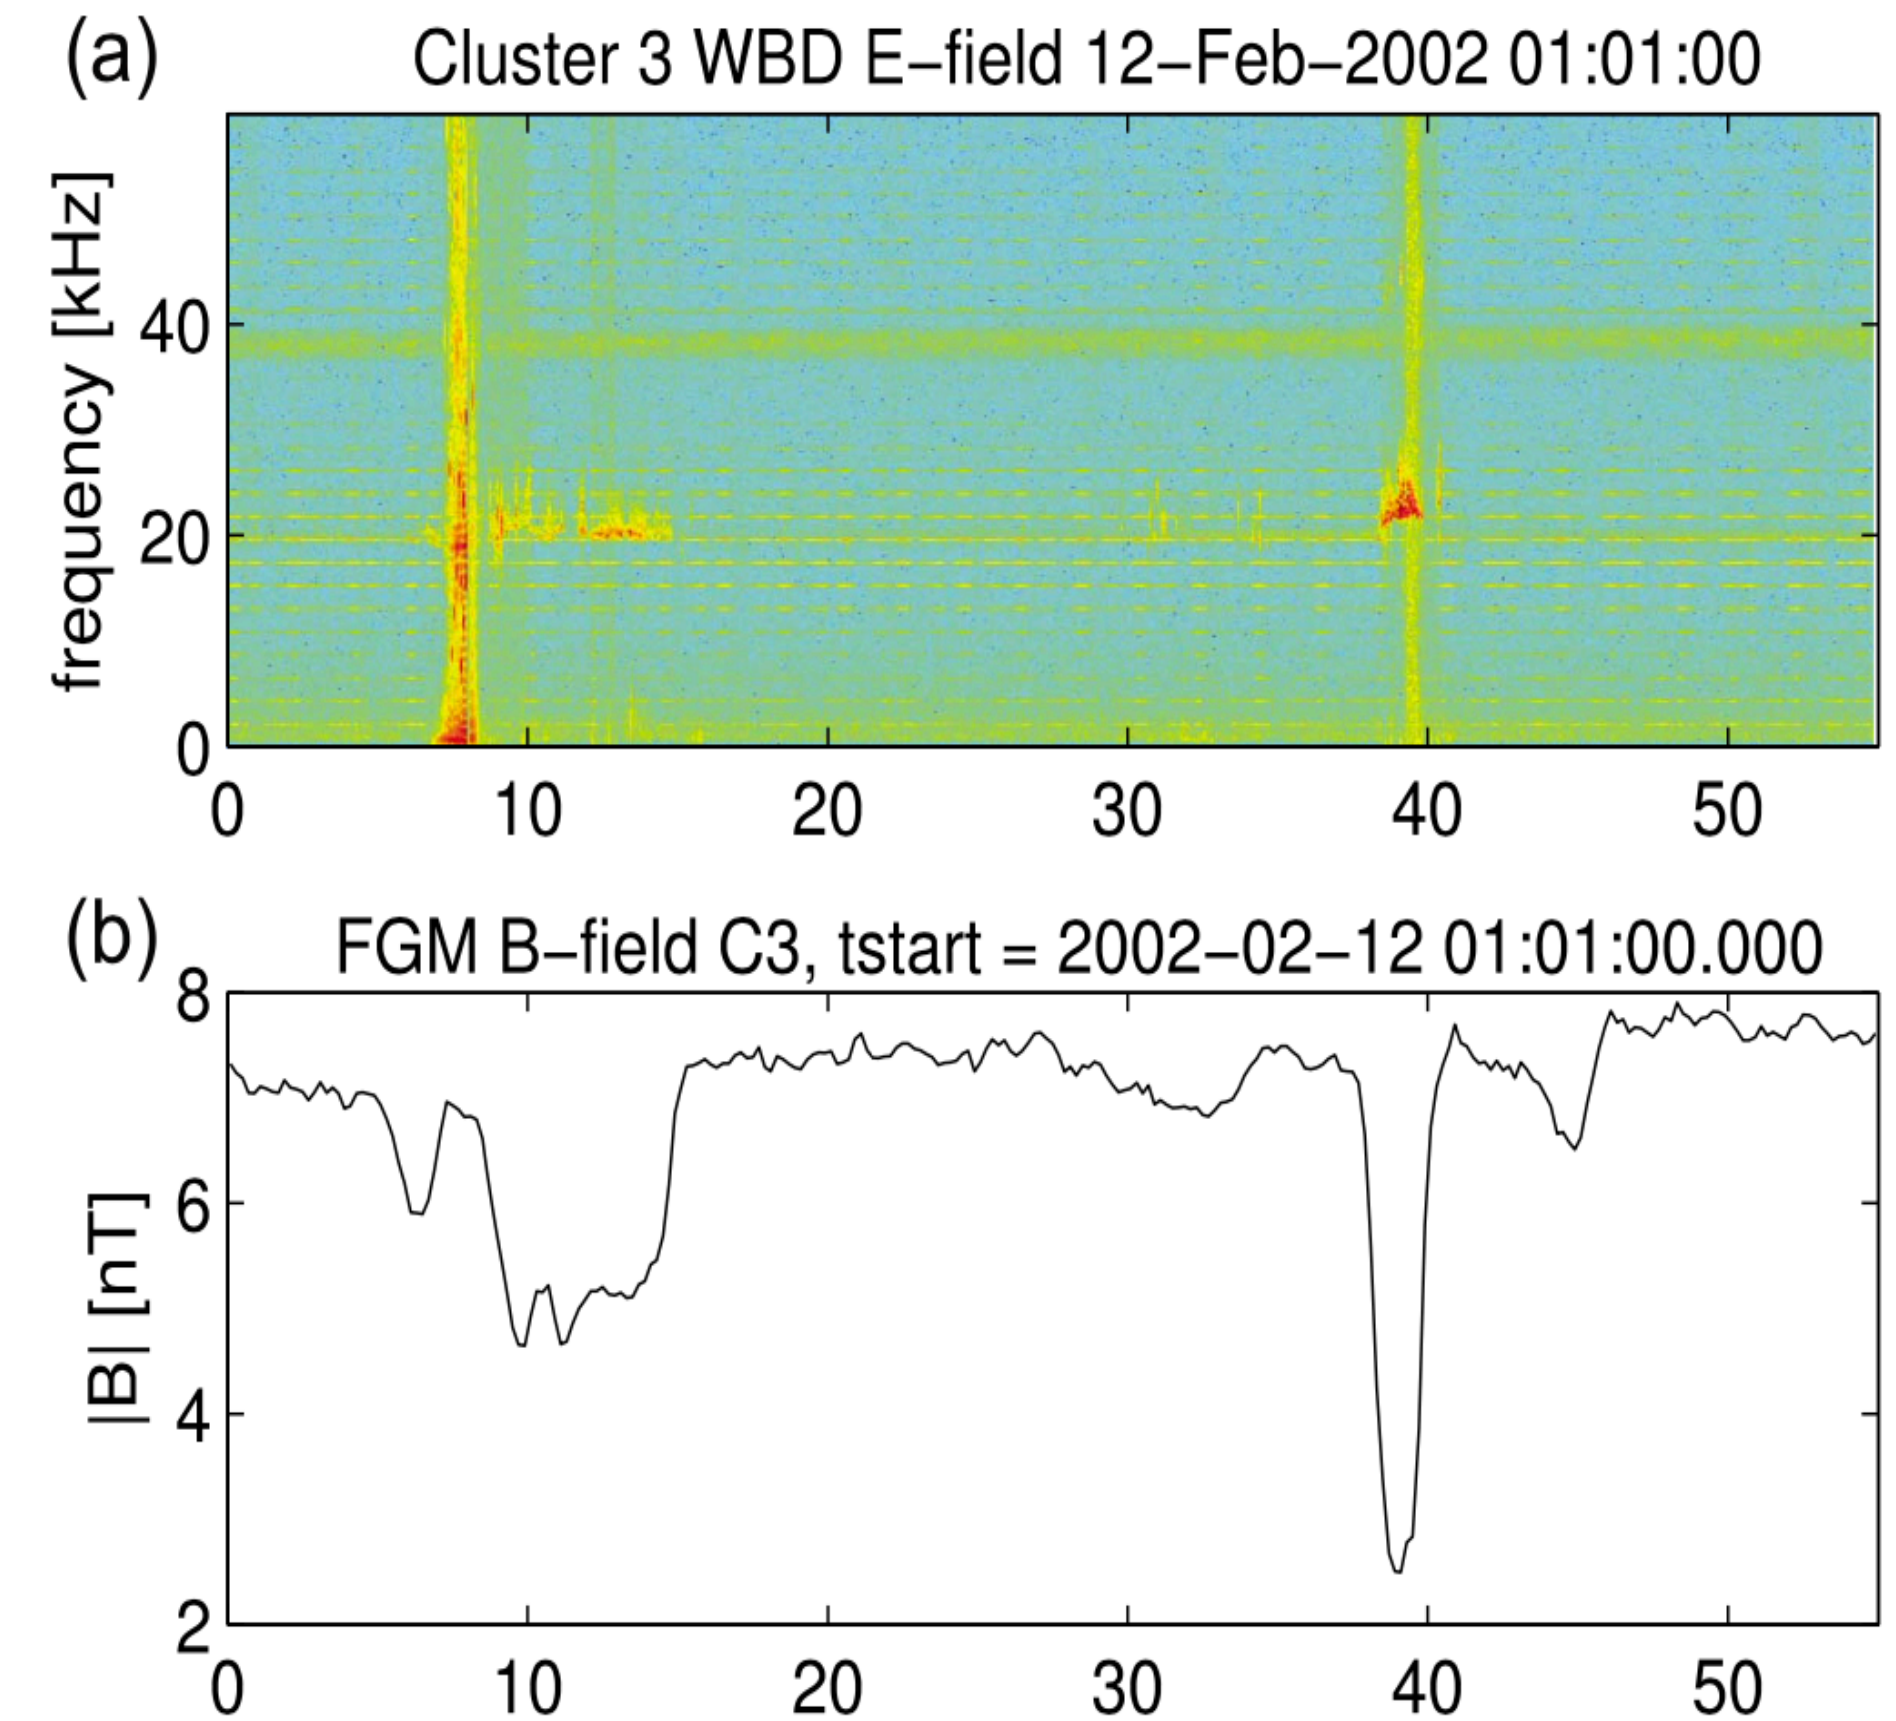 (a)
Cluster 3 WBD E−field 12−Feb−2002 01:01:00
frequency [kHz]
40
20
0
0 10 20 30 40 50
(b)
FGM B−field C3, tstart = 2002−02−12 01:01:00.000
|B| [nT]
8
6
4
2
0 10 20 30 40 50